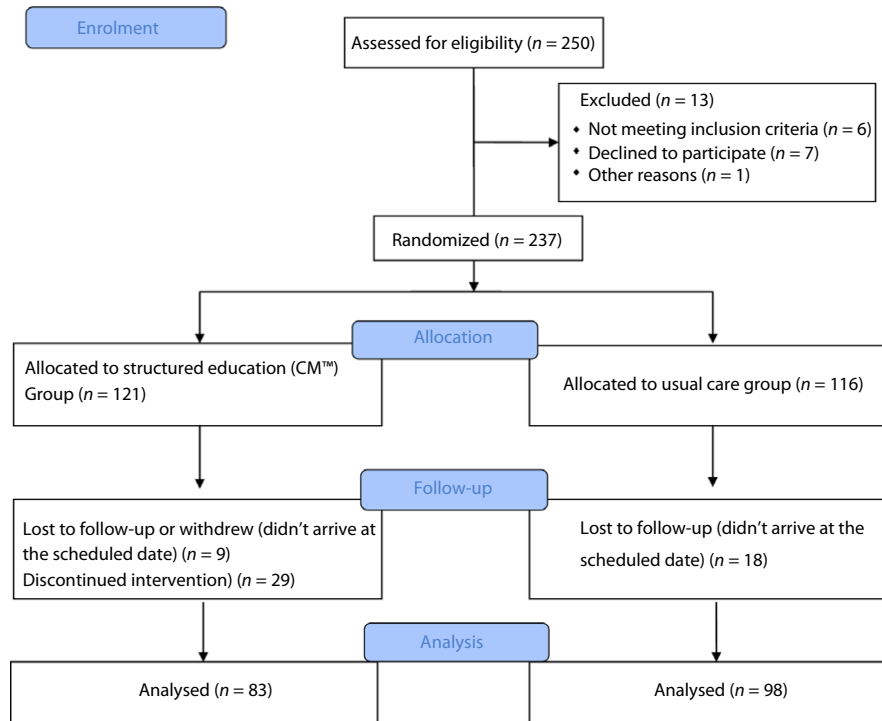 Enrolment
Assessed for eligibility (n = 250)
Excluded (n = 13)
♦ Not meeting inclusion criteria (n = 6)
♦ Declined to participate (n = 7)
♦ Other reasons (n = 1)
Randomized (n = 237)
Allocation
Allocated to structured education (CM™)
Group (n = 121)
Allocated to usual care group (n = 116)
Follow-up
Lost to follow-up or withdrew (didn’t arrive at
the scheduled date) (n = 9)
Discontinued intervention) (n = 29)
Lost to follow-up (didn’t arrive at the
scheduled date) (n = 18)
Analysis
Analysed (n = 83)
Analysed (n = 98)